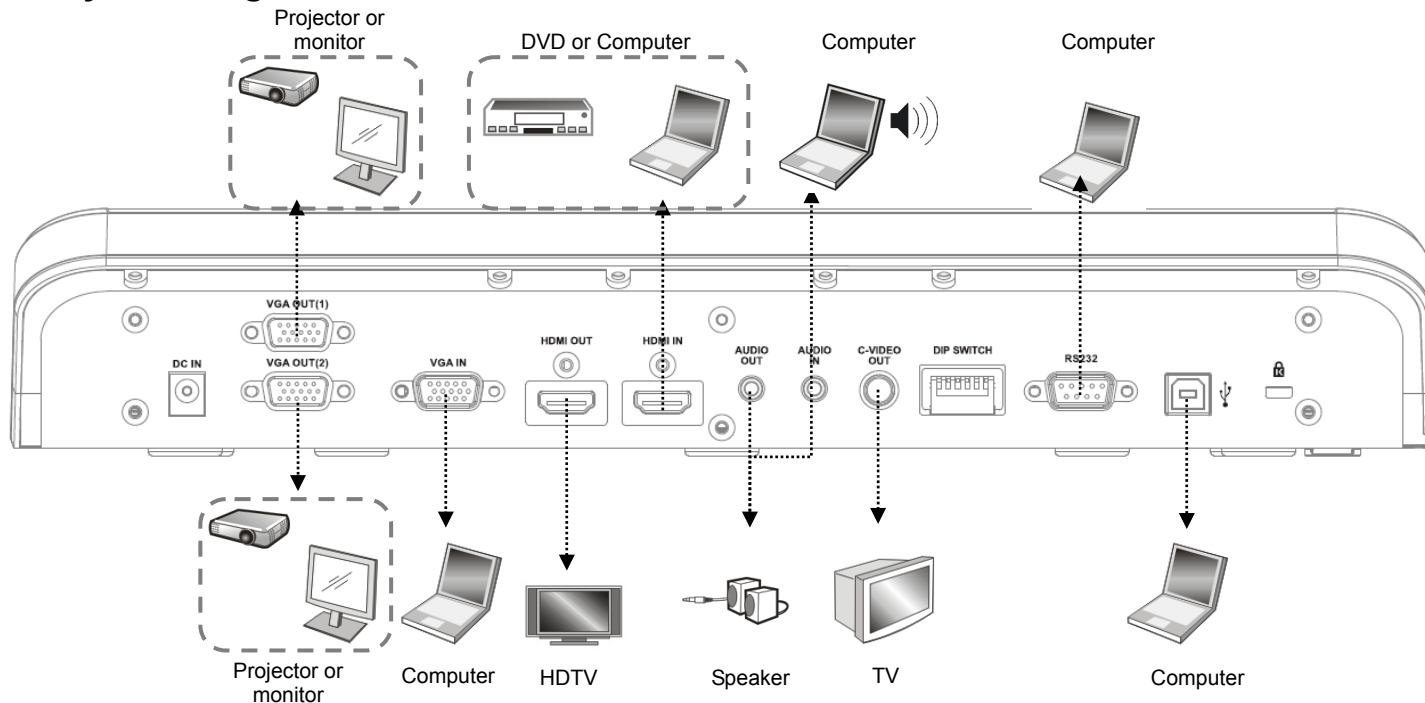 Projector or
monitor
DVD or Computer
Computer
Computer
VGA OUT(1)
DC IN
VGA OUT(2)
VGA IN
HDMI OUT
HDMI IN
AUDIO
OUT
AUDIO
IN
C-VIDEO
OUT
DIP SWITCH
RS232
Projector or
monitor
Computer
HDTV
Speaker
TV
Computer